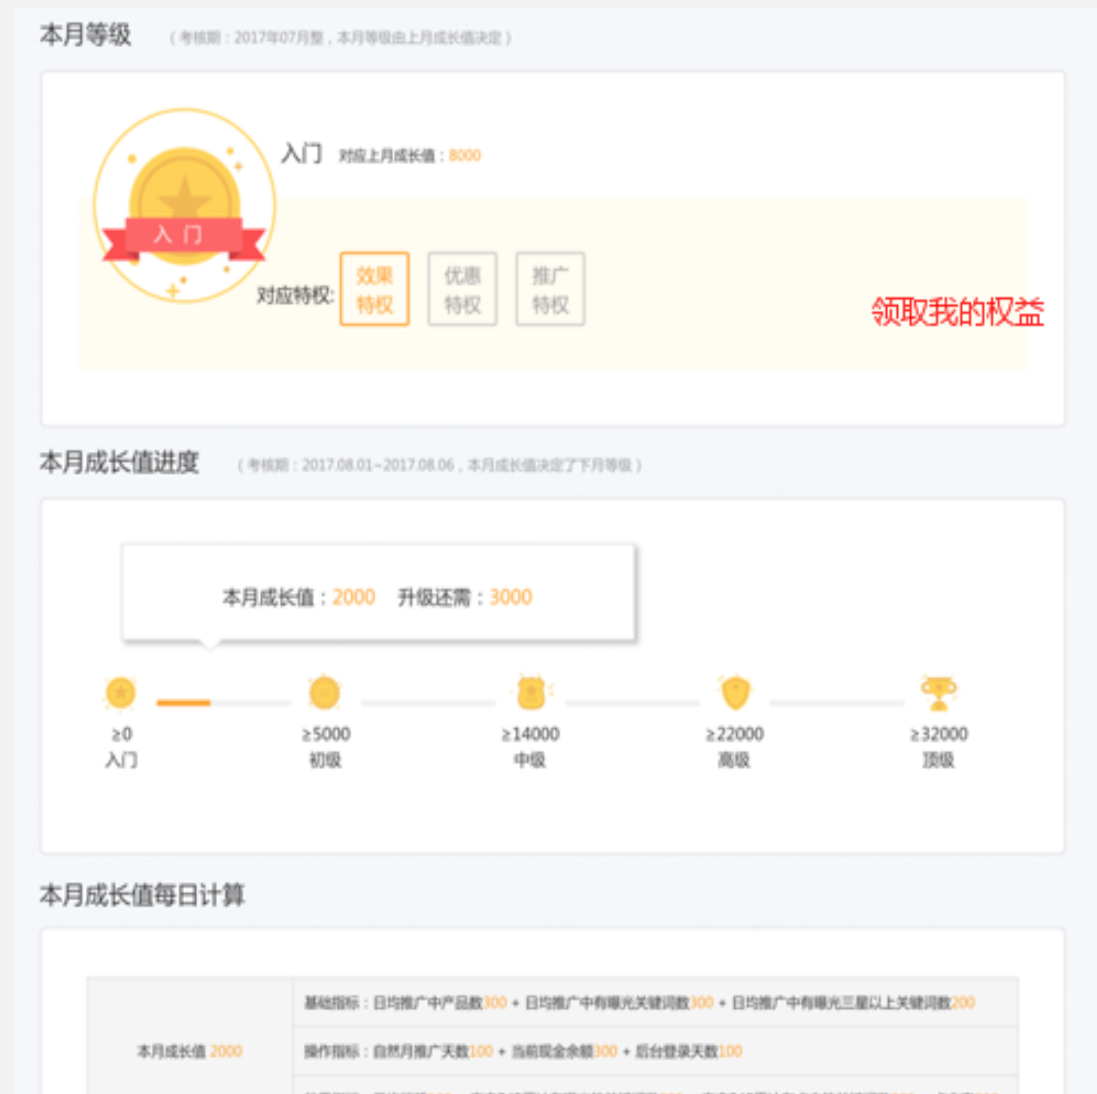 本月等级 （考核期：2017年07月整，本月等级由上月成长值决定）
入门 对应上月成长值：8000
入 门
对应特权: 效果特权 优惠特权 推广特权
领取我的权益
本月成长值进度 （考核期：2017.08.01~2017.08.06，本月成长值决定了下月等级）
本月成长值：2000 升级还需：3000
≥0 ≥5000 ≥14000 ≥22000 ≥32000
入门 初级 中级 高级 顶级
本月成长值每日计算
基础指标：日均推广中产品数300 + 日均推广中有曝光关键词数300 + 日均推广中有曝光三星以上关键词数200
本月成长值 2000
操作指标：自然月推广天数100 + 当前现金余额300 + 后台登录天数100